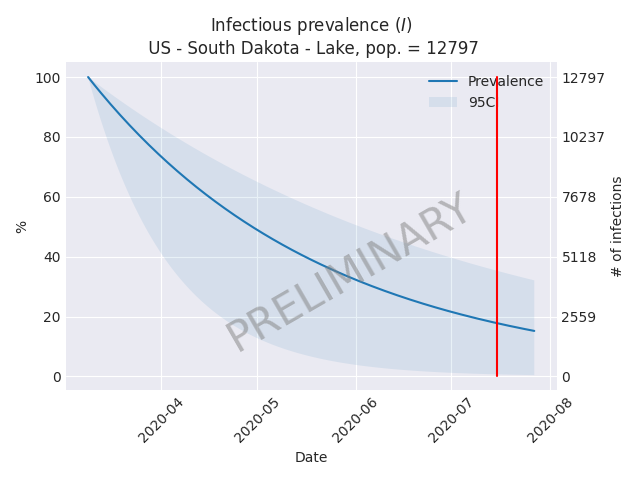 Infectious prevalence (I)
US - South Dakota - Lake, pop. = 12797
100
80
60
40
20
0
%
Prevalence
95C
PRELIMINARY
12797
10237
7678
5118
2559
0
# of infections
2020-04
2020-05
2020-06
2020-07
2020-08
Date